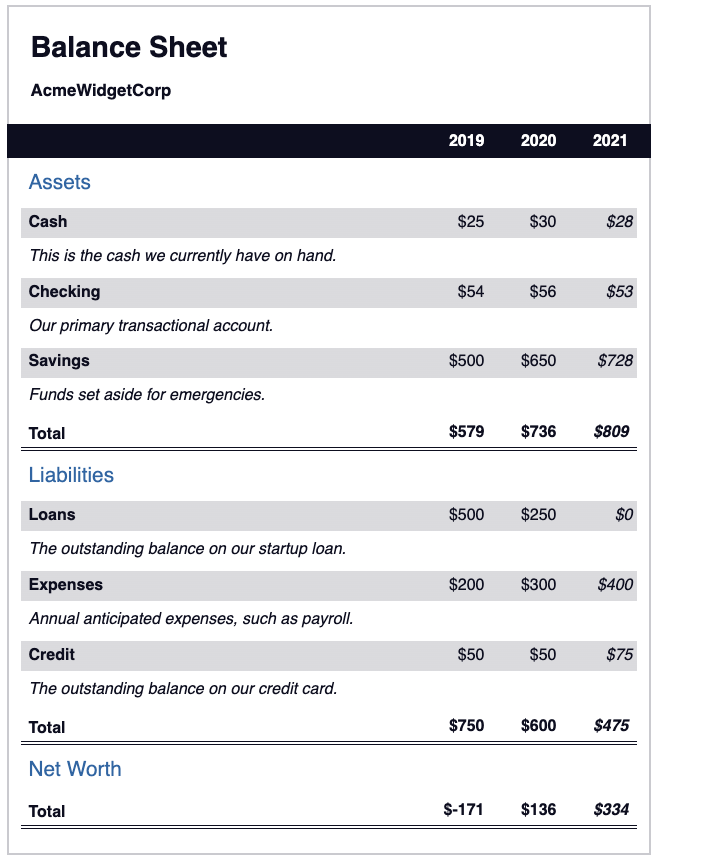 Balance Sheet
AcmeWidgetCorp
2019 2020 2021
Assets
Cash $25 $30 $28
This is the cash we currently have on hand.
Checking $54 $56 $53
Our primary transactional account.
Savings $500 $650 $728
Funds set aside for emergencies.
Total $579 $736 $809
Liabilities
Loans $500 $250 $0
The outstanding balance on our startup loan.
Expenses $200 $300 $400
Annual anticipated expenses, such as payroll.
Credit $50 $50 $75
The outstanding balance on our credit card.
Total $750 $600 $475
Net Worth
Total $-171 $136 $334